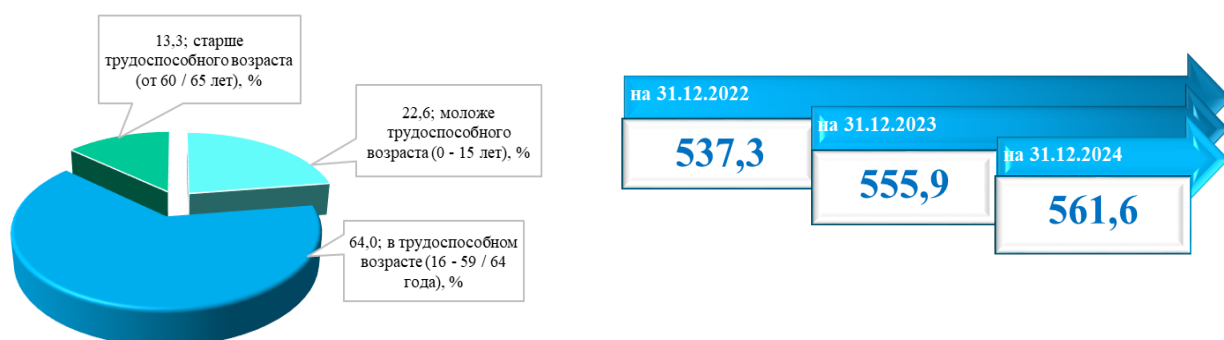 13,3; старше
трудоспособного возраста
(от 60 / 65 лет), %
22,6; моложе
трудоспособного
возраста (0 - 15 лет), %
64,0; в трудоспособном
возрасте (16 - 59 / 64
года), %
на 31.12.2022
537,3
на 31.12.2023
555,9
на 31.12.2024
561,6